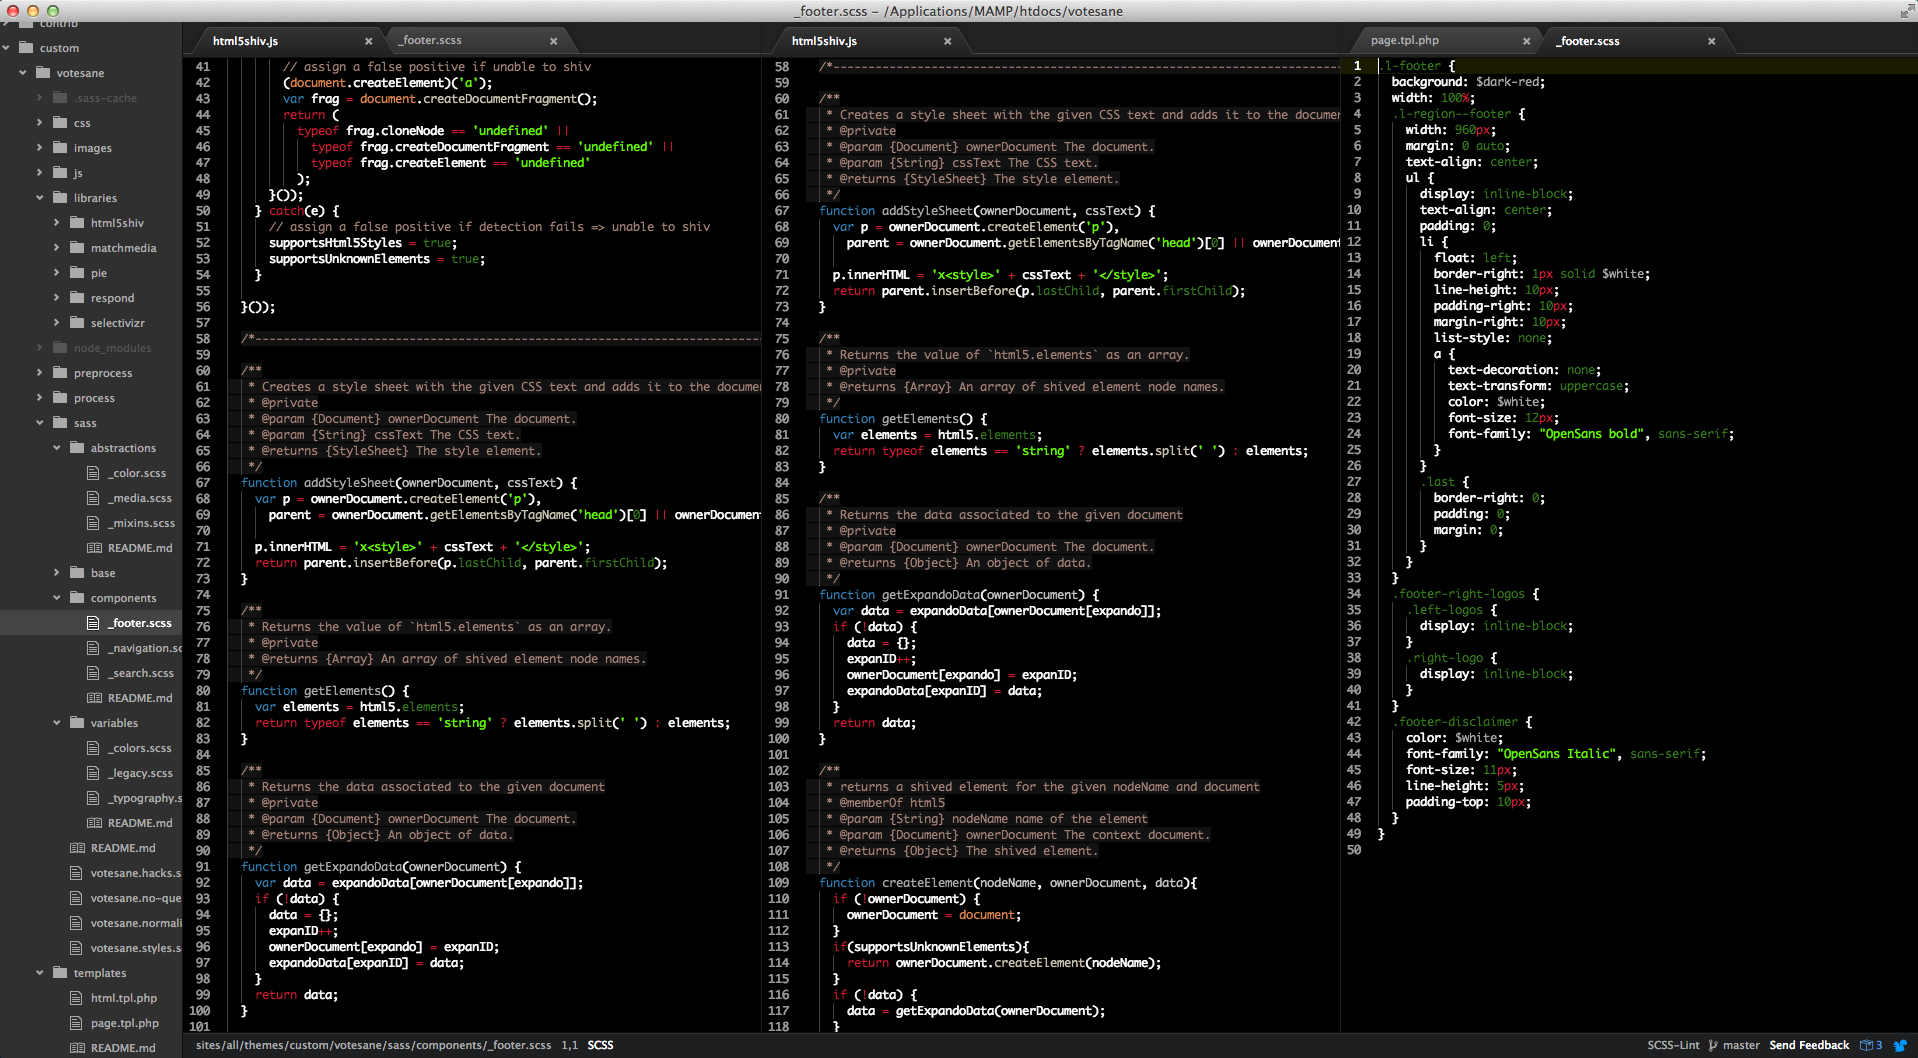 _footer.scss – /Applications/MAMP/htdocs/votesane
contrib
custom
votesane
.sass-cache
css
images
js
libraries
html5shiv
matchmedia
pie
respond
selectivizr
node_modules
preprocess
process
sass
abstractions
_color.scss
_media.scss
_mixins.scss
README.md
base
components
_footer.scss
_navigation.sc
_search.scss
README.md
variables
_colors.scss
_legacy.scss
_typography.s
README.md
README.md
votesane.hacks.s
votesane.no-que
votesane.normali
votesane.styles.s
templates
html.tpl.php
page.tpl.php
README.md
html5shiv.js
_footer.scss
41 // assign a false positive if unable to shiv
42 (document.createElement)('a');
43 var frag = document.createDocumentFragment();
44 return (
45 typeof frag.cloneNode == 'undefined' ||
46 typeof frag.createDocumentFragment == 'undefined' ||
47 typeof frag.createElement == 'undefined'
48 );
49 }());
50 } catch(e) {
51 // assign a false positive if detection fails => unable to shiv
52 supportsHtml5Styles = true;
53 supportsUnknownElements = true;
54 }
55
56 }());
57
58 /*--------------------------------------------------------------------------
59
60 /**
61 * Creates a style sheet with the given CSS text and adds it to the documen
62 * @private
63 * @param {Document} ownerDocument The document.
64 * @param {String} cssText The CSS text.
65 * @returns {StyleSheet} The style element.
66 */
67 function addStyleSheet(ownerDocument, cssText) {
68 var p = ownerDocument.createElement('p'),
69 parent = ownerDocument.getElementsByTagName('head')[0] || ownerDocument
70
71 p.innerHTML = 'x<style>' + cssText + '</style>';
72 return parent.insertBefore(p.lastChild, parent.firstChild);
73 }
74
75 /**
76 * Returns the value of `html5.elements` as an array.
77 * @private
78 * @returns {Array} An array of shived element node names.
79 */
80 function getElements() {
81 var elements = html5.elements;
82 return typeof elements == 'string' ? elements.split(' ') : elements;
83 }
84
85 /**
86 * Returns the data associated to the given document
87 * @private
88 * @param {Document} ownerDocument The document.
89 * @returns {Object} An object of data.
90 */
91 function getExpandoData(ownerDocument) {
92 var data = expandoData[ownerDocument[expando]];
93 if (!data) {
94 data = {};
95 expanID++;
96 ownerDocument[expando] = expanID;
97 expandoData[expanID] = data;
98 }
99 return data;
100 }
101
html5shiv.js
58 /*--------------------------------------------------------------------------
59
60 /**
61 * Creates a style sheet with the given CSS text and adds it to the documen
62 * @private
63 * @param {Document} ownerDocument The document.
64 * @param {String} cssText The CSS text.
65 * @returns {StyleSheet} The style element.
66 */
67 function addStyleSheet(ownerDocument, cssText) {
68 var p = ownerDocument.createElement('p'),
69 parent = ownerDocument.getElementsByTagName('head')[0] || ownerDocument
70
71 p.innerHTML = 'x<style>' + cssText + '</style>';
72 return parent.insertBefore(p.lastChild, parent.firstChild);
73 }
74
75 /**
76 * Returns the value of `html5.elements` as an array.
77 * @private
78 * @returns {Array} An array of shived element node names.
79 */
80 function getElements() {
81 var elements = html5.elements;
82 return typeof elements == 'string' ? elements.split(' ') : elements;
83 }
84
85 /**
86 * Returns the data associated to the given document
87 * @private
88 * @param {Document} ownerDocument The document.
89 * @returns {Object} An object of data.
90 */
91 function getExpandoData(ownerDocument) {
92 var data = expandoData[ownerDocument[expando]];
93 if (!data) {
94 data = {};
95 expanID++;
96 ownerDocument[expando] = expanID;
97 expandoData[expanID] = data;
98 }
99 return data;
100 }
101
102 /**
103 * returns a shived element for the given nodeName and document
104 * @memberOf html5
105 * @param {String} nodeName name of the element
106 * @param {Document} ownerDocument The context document.
107 * @returns {Object} The shived element.
108 */
109 function createElement(nodeName, ownerDocument, data){
110 if (!ownerDocument) {
111 ownerDocument = document;
112 }
113 if(supportsUnknownElements){
114 return ownerDocument.createElement(nodeName);
115 }
116 if (!data) {
117 data = getExpandoData(ownerDocument);
118 }
page.tpl.php
_footer.scss
1 .l-footer {
2 background: $dark-red;
3 width: 100%;
4 .l-region--footer {
5 width: 960px;
6 margin: 0 auto;
7 text-align: center;
8 ul {
9 display: inline-block;
10 text-align: center;
11 padding: 0;
12 li {
13 float: left;
14 border-right: 1px solid $white;
15 line-height: 10px;
16 padding-right: 10px;
17 margin-right: 10px;
18 list-style: none;
19 a {
20 text-decoration: none;
21 text-transform: uppercase;
22 color: $white;
23 font-size: 12px;
24 font-family: "OpenSans bold", sans-serif;
25 }
26 }
27 .last {
28 border-right: 0;
29 padding: 0;
30 margin: 0;
31 }
32 }
33 }
34 .footer-right-logos {
35 .left-logos {
36 display: inline-block;
37 }
38 .right-logo {
39 display: inline-block;
40 }
41 }
42 .footer-disclaimer {
43 color: $white;
44 font-family: "OpenSans Italic", sans-serif;
45 font-size: 11px;
46 line-height: 5px;
47 padding-top: 10px;
48 }
49 }
50
sites/all/themes/custom/votesane/sass/components/_footer.scss 1,1 SCSS
SCSS-Lint master Send Feedback 3